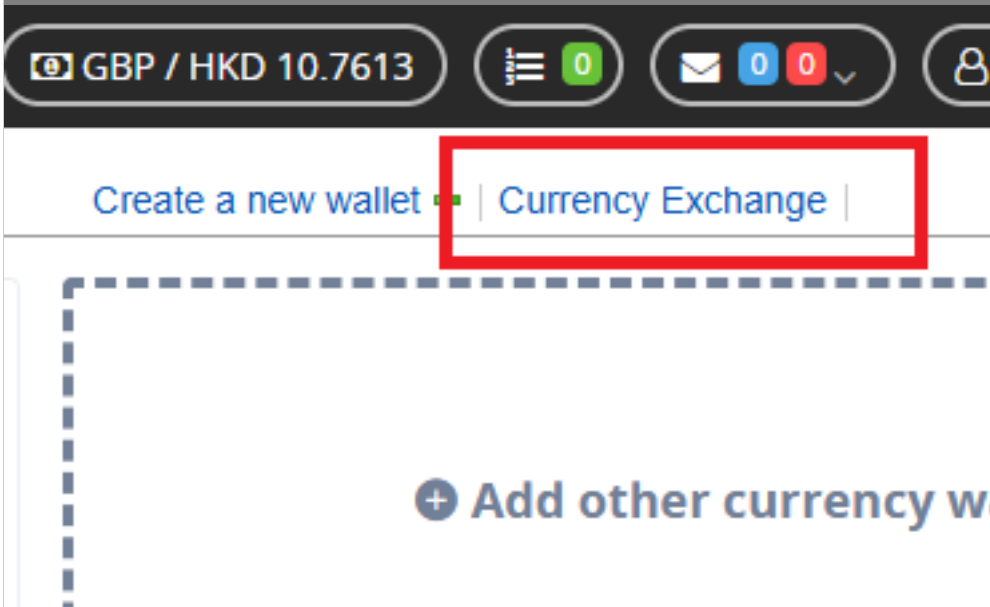 GBP / HKD 10.7613 0 0 0
Create a new wallet | Currency Exchange |
Add other currency